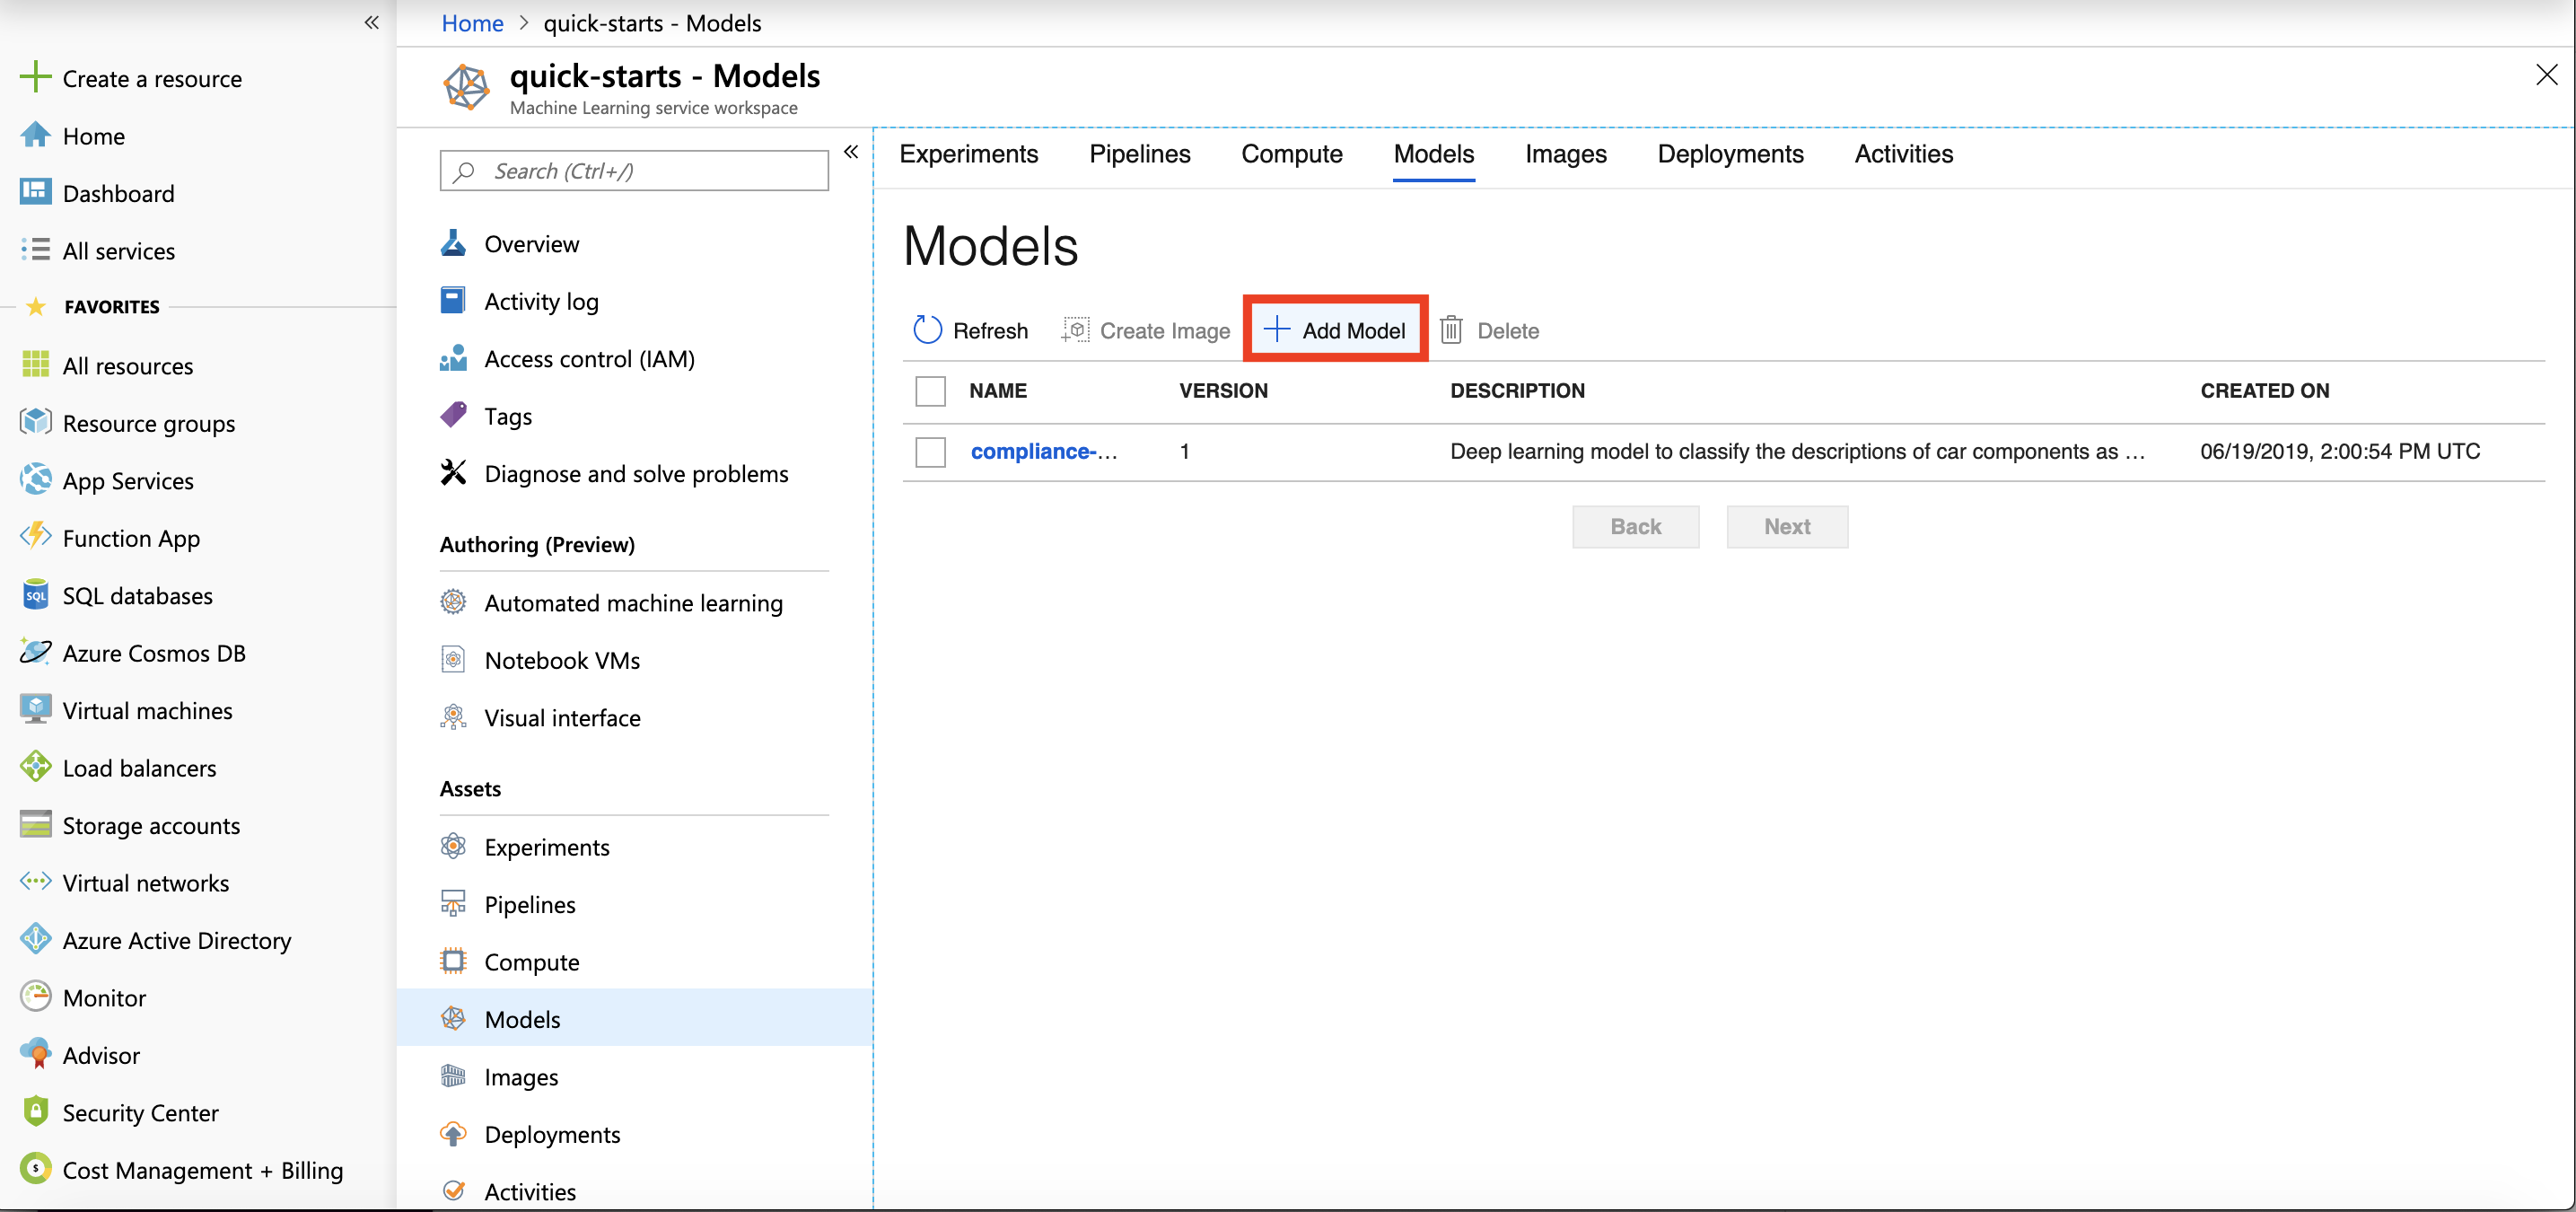 Home > quick-starts - Models
quick-starts - Models
Machine Learning service workspace
Create a resource
Home
Dashboard
All services
FAVORITES
All resources
Resource groups
App Services
Function App
SQL databases
Azure Cosmos DB
Virtual machines
Load balancers
Storage accounts
Virtual networks
Azure Active Directory
Monitor
Advisor
Security Center
Cost Management + Billing
Search (Ctrl+/)
Overview
Activity log
Access control (IAM)
Tags
Diagnose and solve problems
Authoring (Preview)
Automated machine learning
Notebook VMs
Visual interface
Assets
Experiments
Pipelines
Compute
Models
Images
Deployments
Activities
Experiments Pipelines Compute Models Images Deployments Activities
Models
Refresh Create Image Add Model Delete
NAME VERSION DESCRIPTION CREATED ON
compliance-... 1 Deep learning model to classify the descriptions of car components as ... 06/19/2019, 2:00:54 PM UTC
Back Next